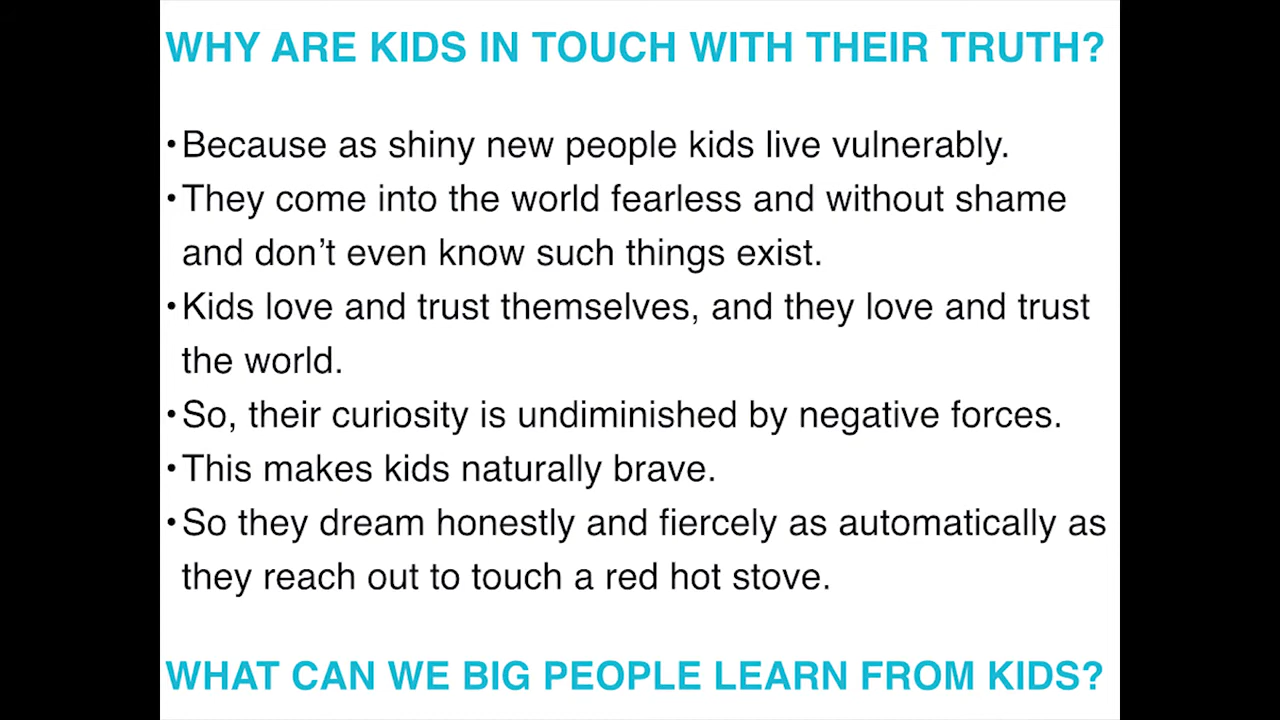 WHY ARE KIDS IN TOUCH WITH THEIR TRUTH?
•Because as shiny new people kids live vulnerably.
•They come into the world fearless and without shame
and don’t even know such things exist.
•Kids love and trust themselves, and they love and trust
the world.
•So, their curiosity is undiminished by negative forces.
•This makes kids naturally brave.
•So they dream honestly and fiercely as automatically as
they reach out to touch a red hot stove.
WHAT CAN WE BIG PEOPLE LEARN FROM KIDS?